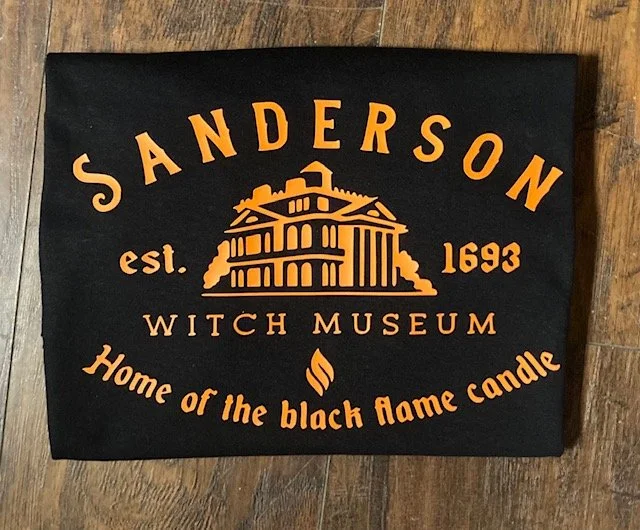 SANDERSON
est. 1693
WITCH MUSEUM
Home of the black flame candle